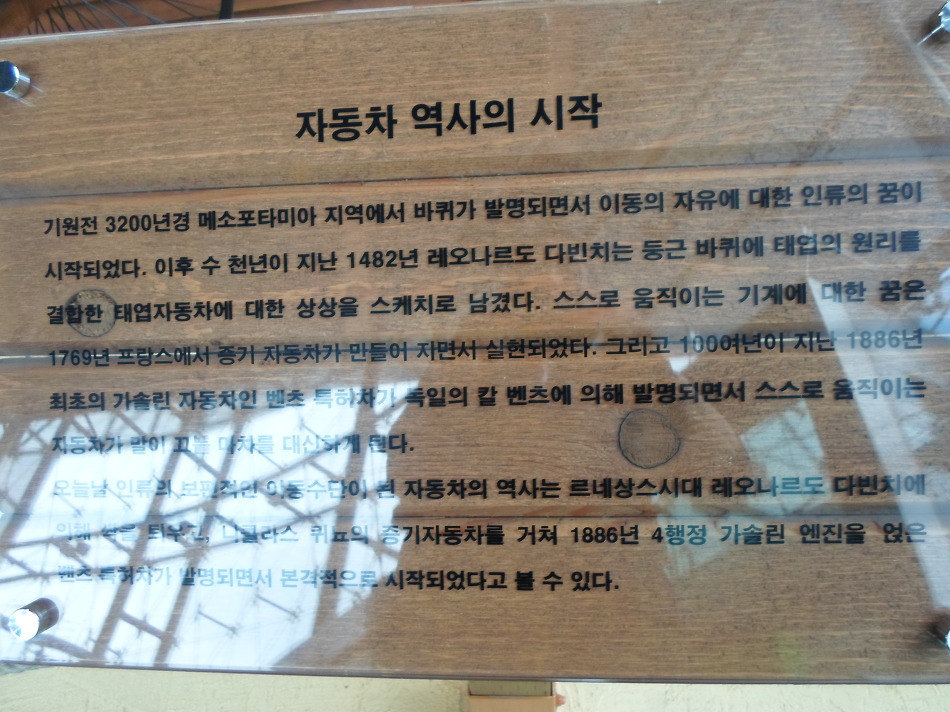 자동차 역사의 시작
기원전 3200년경 메소포타미아 지역에서 바퀴가 발명되면서 이동의 자유에 대한 인류의 꿈이
시작되었다. 이후 수 천년이 지난 1482년 레오나르도 다빈치는 둥근 바퀴에 태엽의 원리를
결합한 태엽자동차에 대한 상상을 스케치로 남겼다. 스스로 움직이는 기계에 대한 꿈은
1769년 프랑스에서 증기 자동차가 만들어 지면서 실현되었다. 그리고 100여년이 지난 1886년
최초의 가솔린 자동차인 벤츠 특허차가 독일의 칼 벤츠에 의해 발명되면서 스스로 움직이는
자동차가 말이 끄는 마차를 대신하게 된다.
오늘날 인류의 보편적인 이동수단이 된 자동차의 역사는 르네상스시대 레오나르도 다빈치에
의해 싹을 틔우고, 니콜라스 퀴뇨의 증기자동차를 거쳐 1886년 4행정 가솔린 엔진을 얹은
벤츠 특허차가 발명되면서 본격적으로 시작되었다고 볼 수 있다.